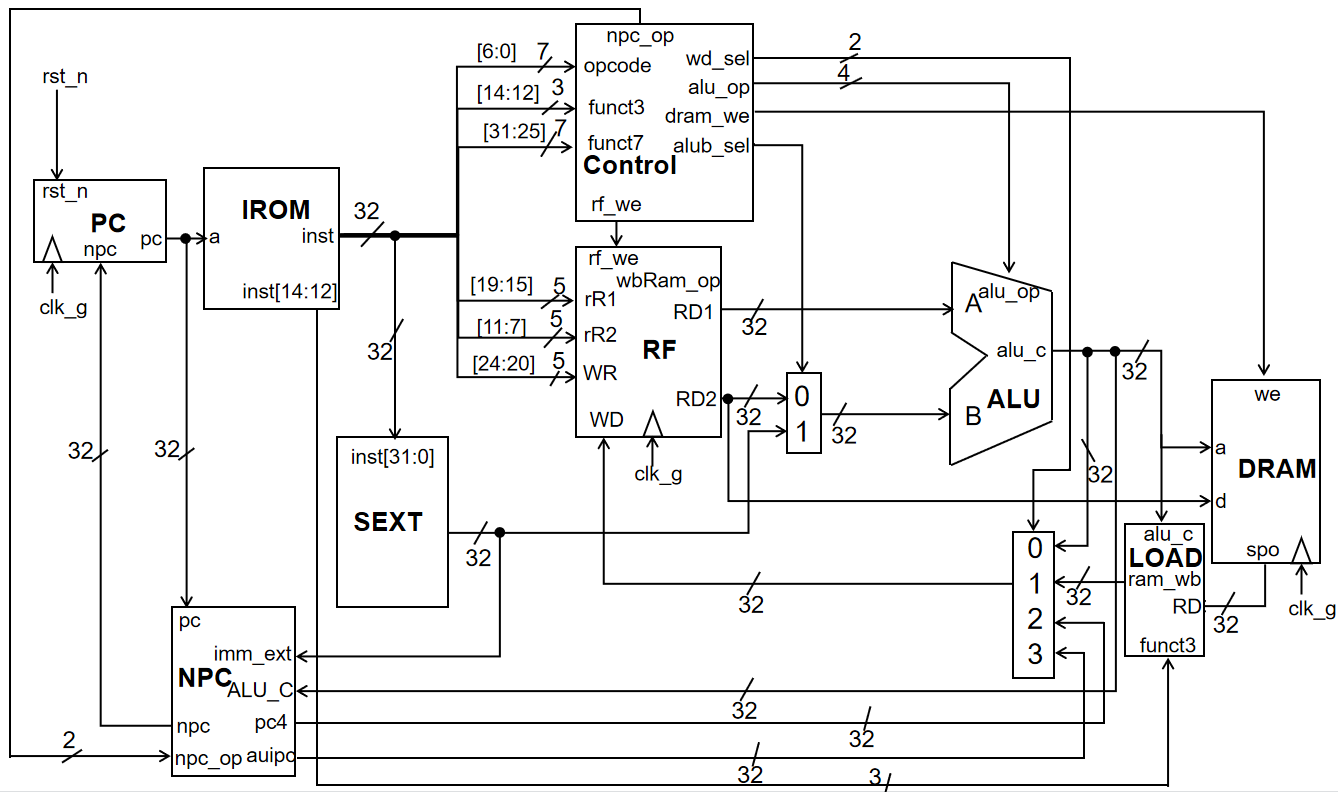 npc_op
[6:0] 7
opcode
wd_sel
2
rst_n
[14:12] 3
funct3
alu_op
4
dram_we
[31:25] 7
funct7
alub_sel
Control
rst_n
PC
npc
pc
clk_g
IROM
a
inst
inst[14:12]
32
rf_we
rf_we
wbRam_op
[19:15] 5
rR1
RD1
32
[11:7] 5
rR2
RF
[24:20] 5
WR
RD2
32
WD
clk_g
0
1
32
A
alu_op
alu_c
ALU
B
32
32
we
a
DRAM
d
spo
clk_g
32
inst[31:0]
SEXT
32
0
1
2
3
alu_c
LOAD
ram_wb
32
RD
32
funct3
32
32
32
pc
imm_ext
NPC
ALU_C
32
npc
pc4
32
2
npc_op
auipc
32
3